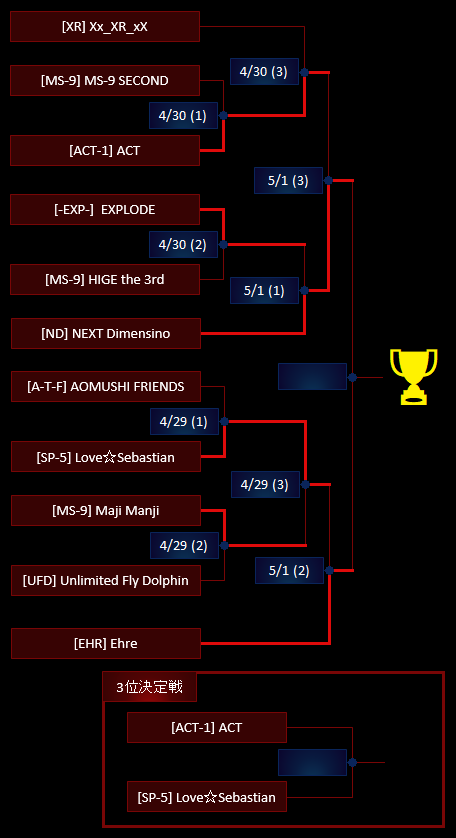 [XR] Xx_XR_xX
4/30 (3)
[MS-9] MS-9 SECOND
4/30 (1)
[ACT-1] ACT
5/1 (3)
[-EXP-]  EXPLODE
4/30 (2)
[MS-9] HIGE the 3rd
5/1 (1)
[ND] NEXT Dimensino
[A-T-F] AOMUSHI FRIENDS
4/29 (1)
[SP-5] Love☆Sebastian
4/29 (3)
[MS-9] Maji Manji
4/29 (2)
5/1 (2)
[UFD] Unlimited Fly Dolphin
[EHR] Ehre
3位決定戦
[ACT-1] ACT
[SP-5] Love☆Sebastian